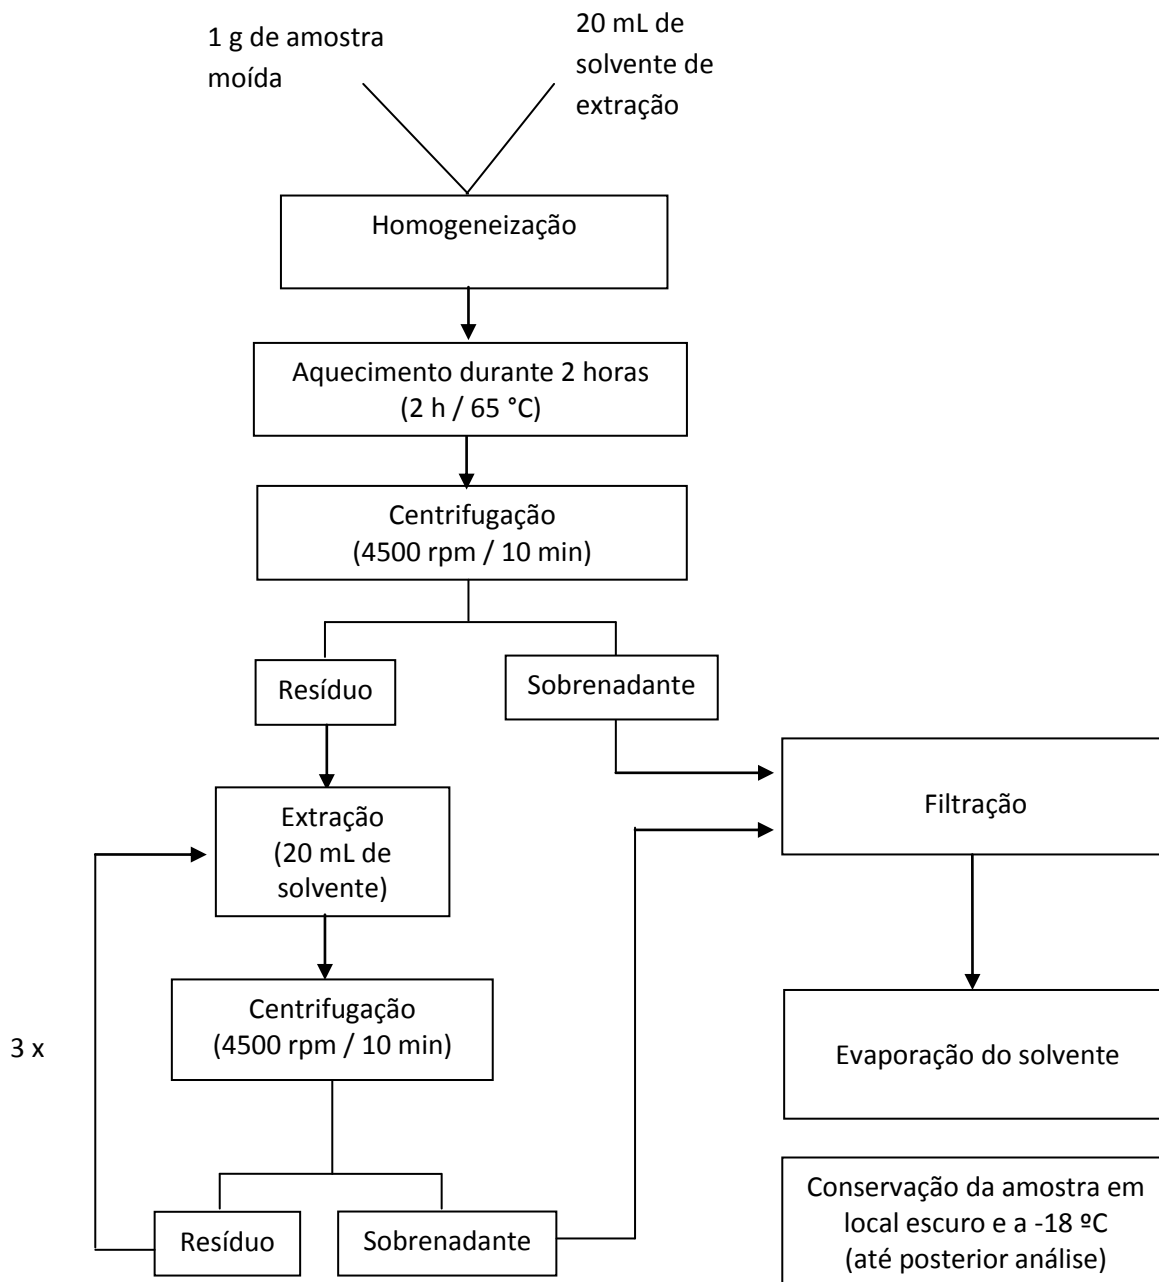 1 g de amostra
moída
20 mL de
solvente de
extração
Homogeneização
Aquecimento durante 2 horas
(2 h / 65 °C)
Centrifugação
(4500 rpm / 10 min)
Resíduo
Sobrenadante
Extração
(20 mL de
solvente)
Filtração
Centrifugação
(4500 rpm / 10 min)
3 x
Evaporação do solvente
Resíduo
Sobrenadante
Conservação da amostra em
local escuro e a -18 ºC
(até posterior análise)